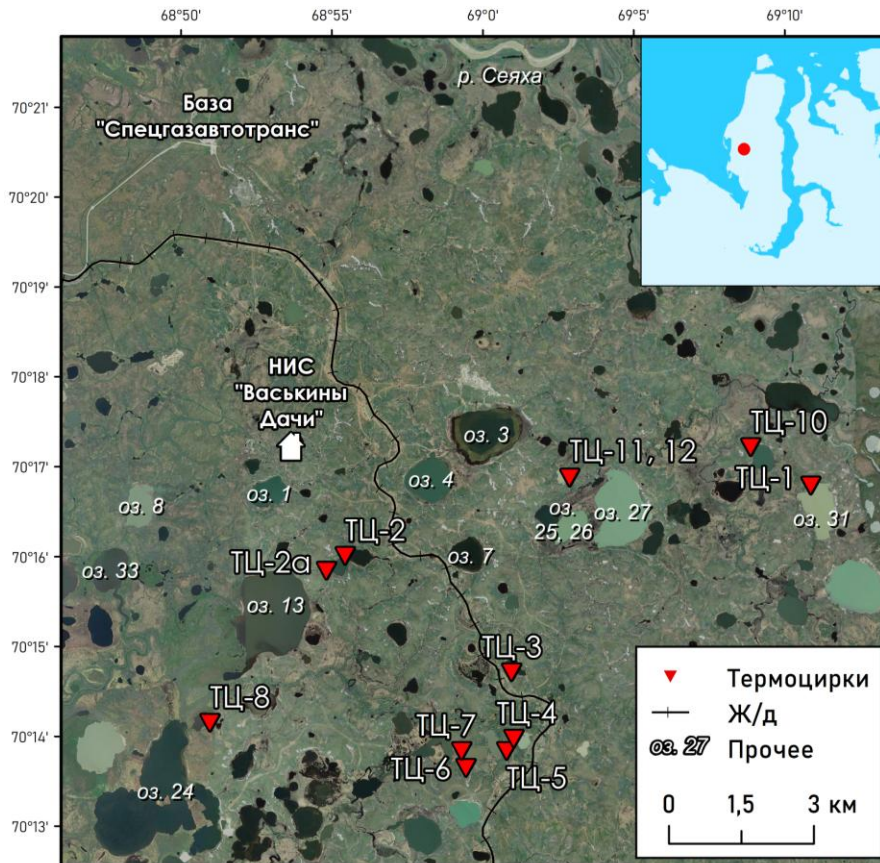 68°50'
68°55'
69°0'
69°5'
69°10'
70°21'
70°20'
70°19'
70°18'
70°17'
70°16'
70°15'
70°14'
70°13'
р. Сеяха
База
"Спецгазавтотранс"
НИС
"Васькины
Дачи"
оз. 3
ТЦ-10
ТЦ-11, 12
оз. 4
ТЦ-1
оз. 8
оз. 1
оз.
25, 26
оз. 27
оз. 31
ТЦ-2
оз. 7
ТЦ-2а
оз. 33
оз. 13
ТЦ-3
ТЦ-8
ТЦ-7
ТЦ-4
ТЦ-6
ТЦ-5
оз. 24
Термоцирки
Ж/д
оз. 27 Прочее
0 1,5 3 км